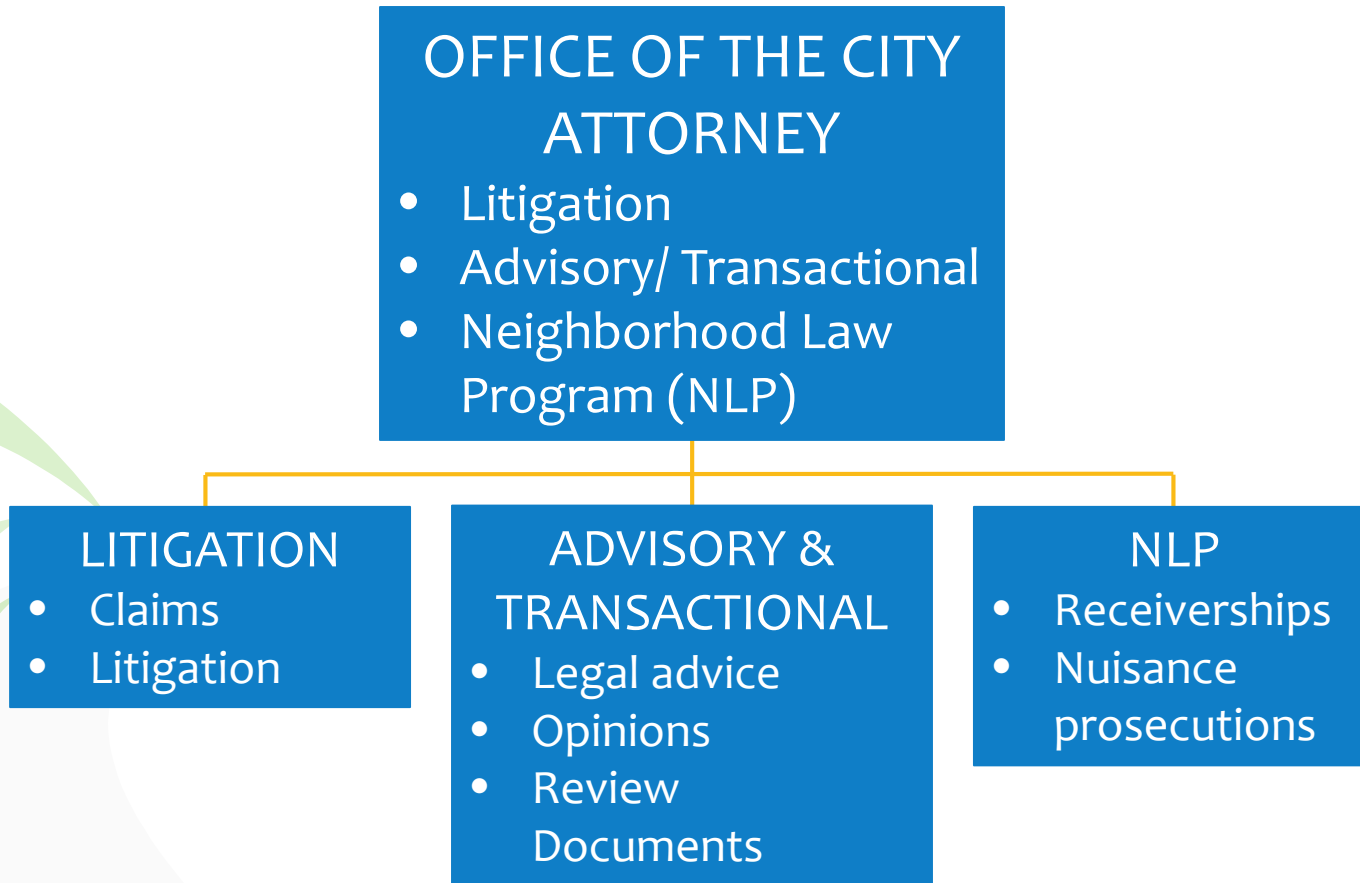 OFFICE OF THE CITY
ATTORNEY
• Litigation
• Advisory/ Transactional
• Neighborhood Law
Program (NLP)
LITIGATION
• Claims
• Litigation
ADVISORY &
TRANSACTIONAL
• Legal advice
• Opinions
• Review
Documents
NLP
• Receiverships
• Nuisance
prosecutions